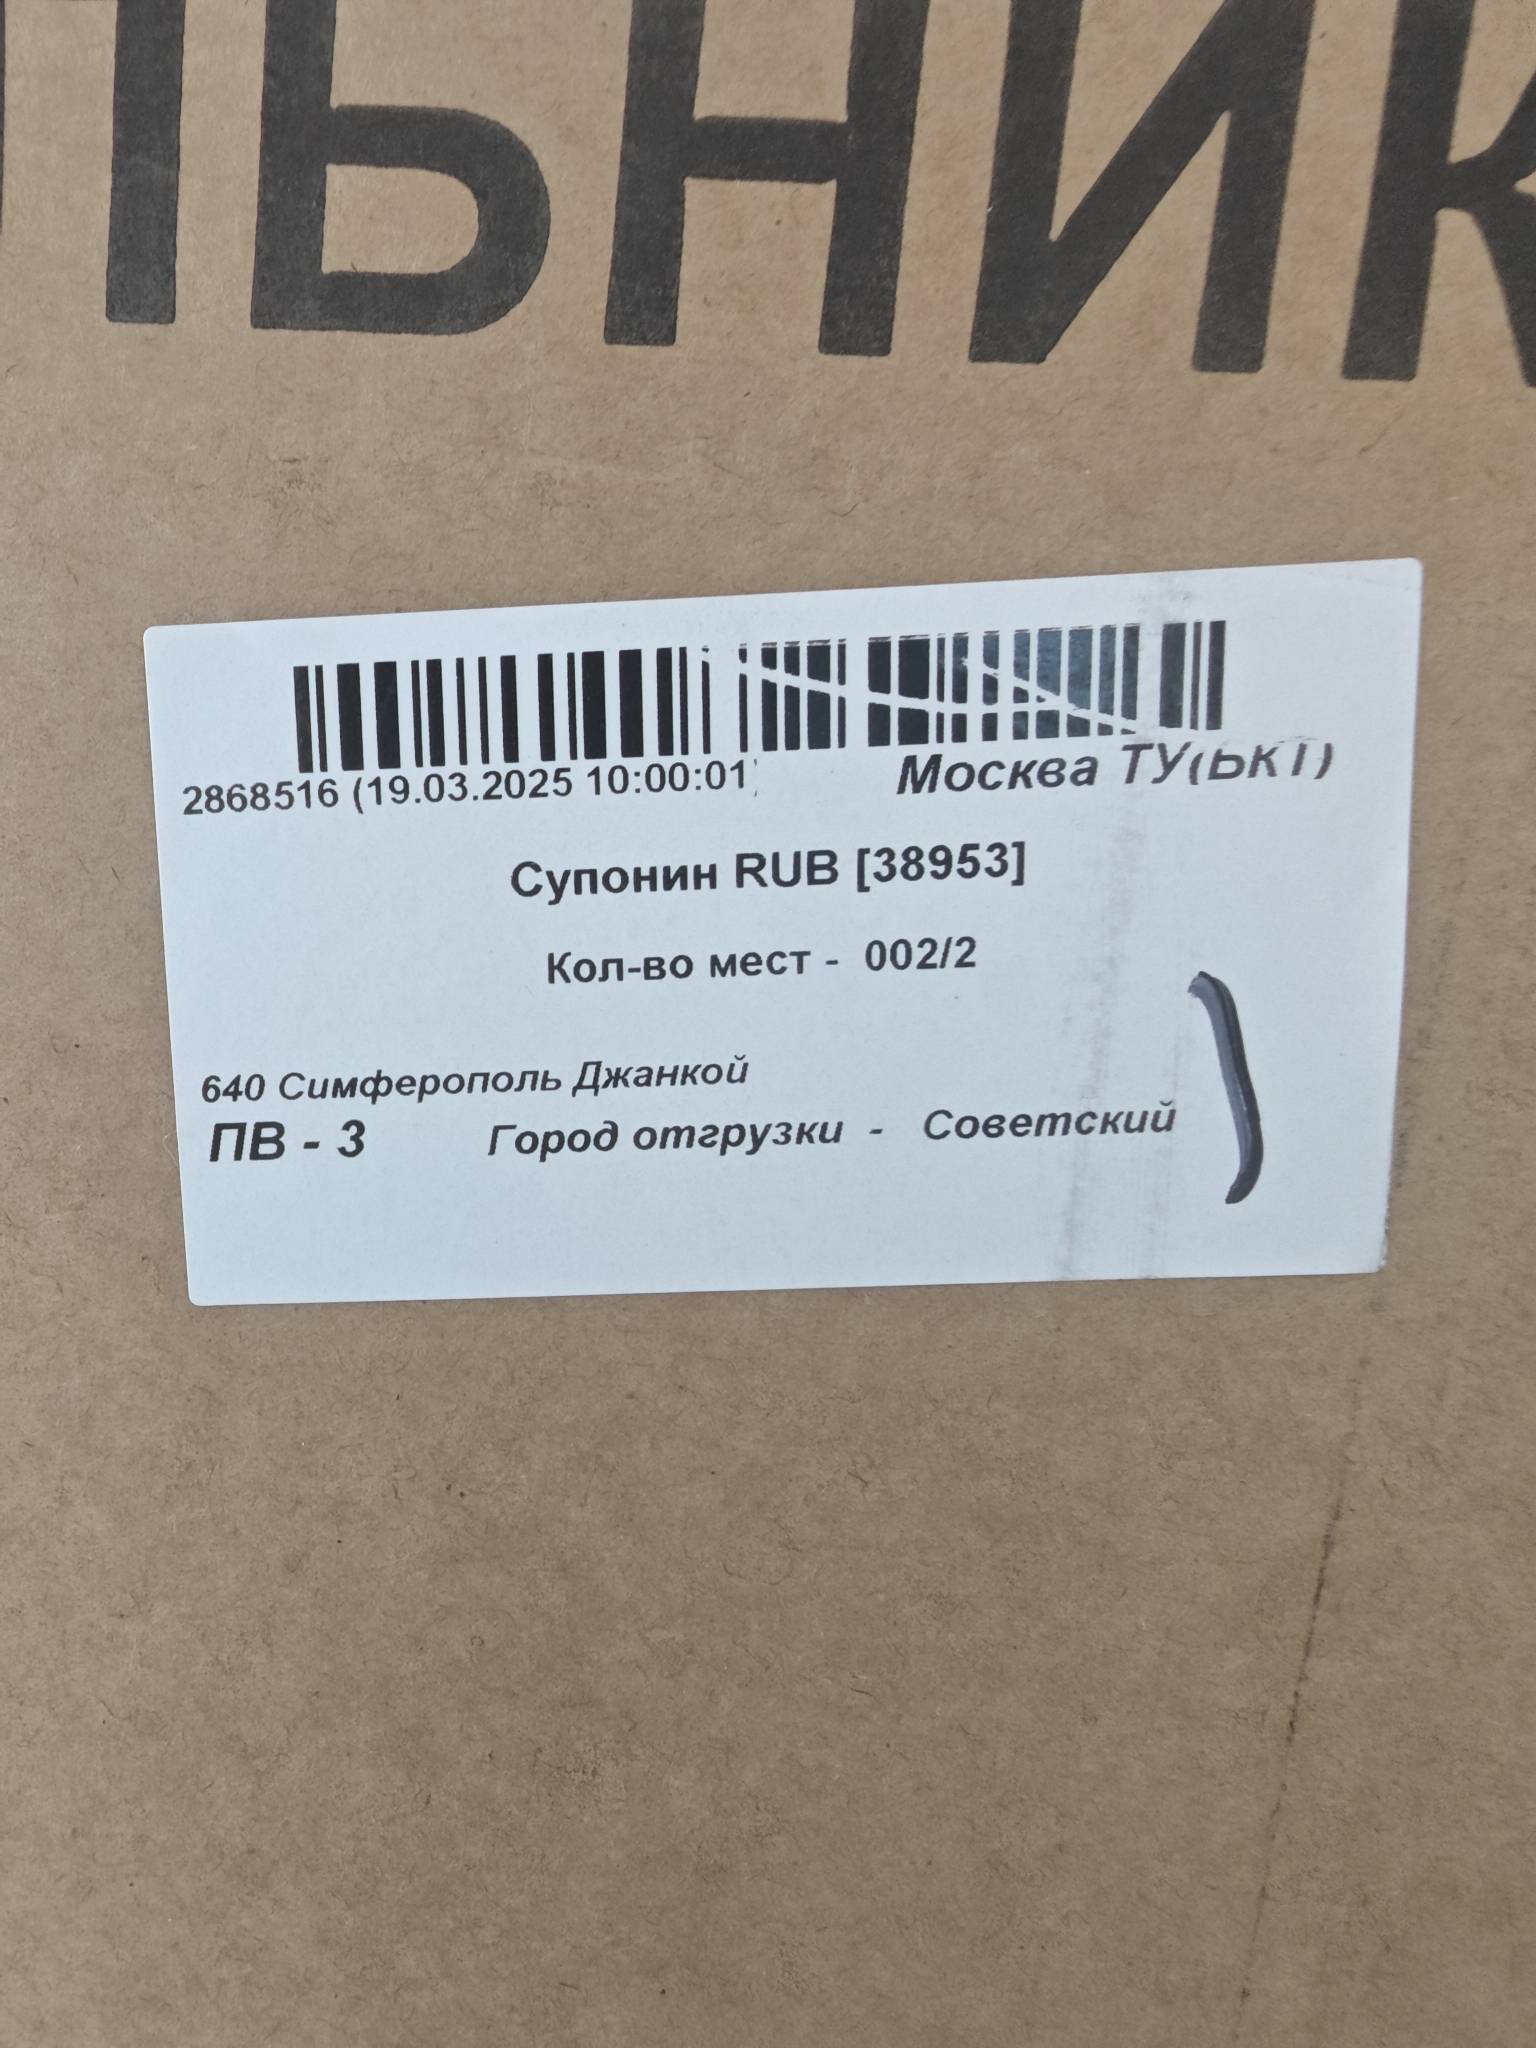 ЛЬНИК
2868516 (19.03.2025 10:00:01)
Москва ТУ(БКТ)
Супонин RUB [38953]
Кол-во мест - 002/2
640 Симферополь Джанкой
ПВ - 3 Город отгрузки - Советский